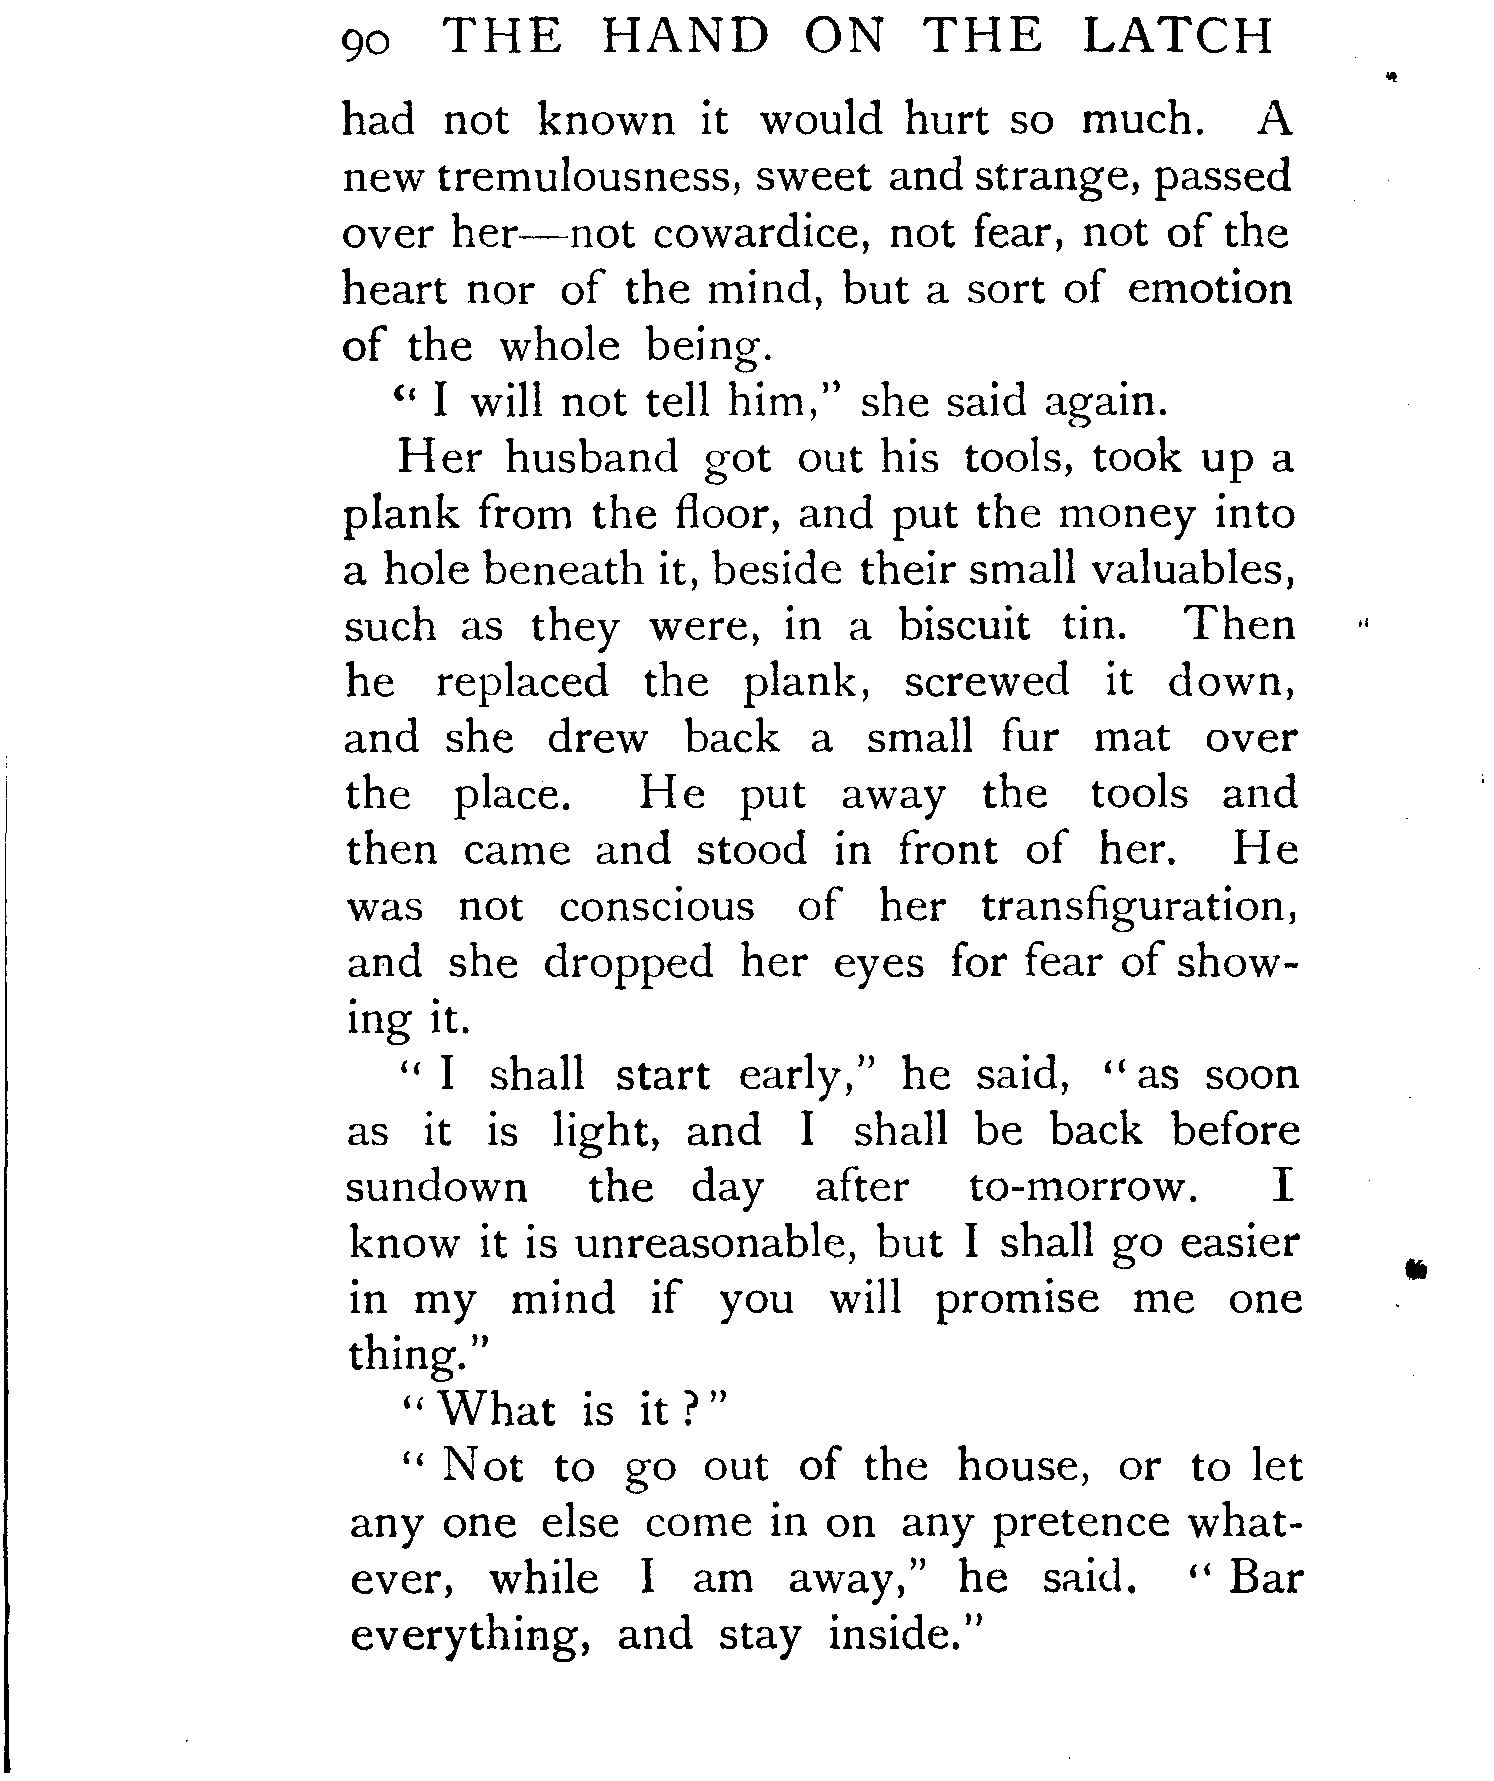 90 THE HAND ON THE LATCH
had not known it would hurt so much. A
new tremulousness, sweet and strange, passed
over her—not cowardice, not fear, not of the
heart nor of the mind, but a sort of emotion
of the whole being.
“ I will not tell him,” she said again.
Her husband got out his tools, took up a
plank from the floor, and put the money into
a hole beneath it, beside their small valuables,
such as they were, in a biscuit tin. Then
he replaced the plank, screwed it down,
and she drew back a small fur mat over
the place. He put away the tools and
then came and stood in front of her. He
was not conscious of her transfiguration,
and she dropped her eyes for fear of show-
ing it.
“ I shall start early,” he said, “as soon
as it is light, and I shall be back before
sundown the day after to-morrow. I
know it is unreasonable, but I shall go easier
in my mind if you will promise me one
thing.”
“What is it ?”
“ Not to go out of the house, or to let
any one else come in on any pretence what-
ever, while I am away,” he said. “ Bar
everything, and stay inside.”